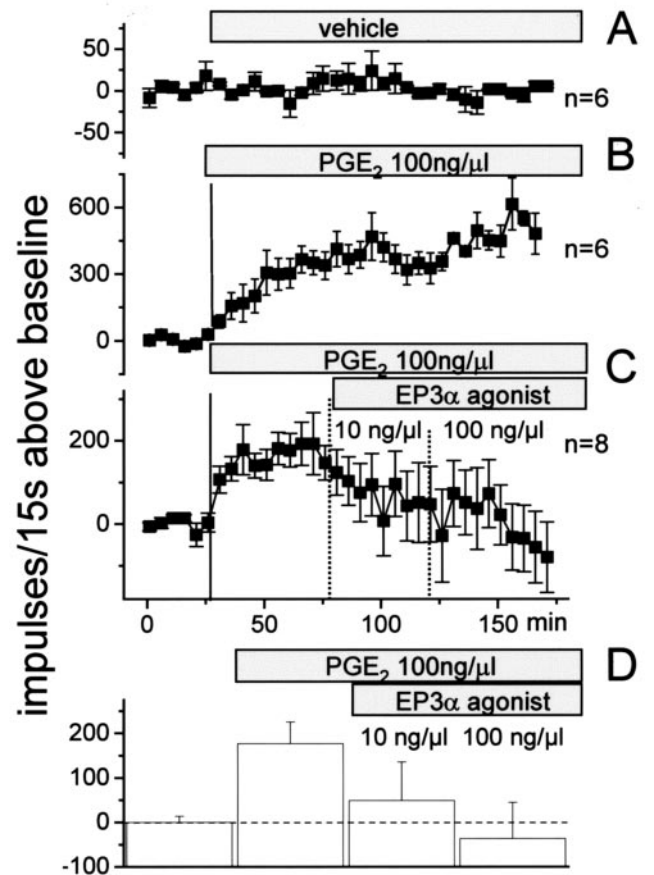 vehicle
A
50
25
0
-25
-50
n=6
impulses/15s above baseline
PGE₂ 100ng/µl
B
600
300
0
n=6
PGE₂ 100ng/µl
C
EP3α agonist
10 ng/µl
100 ng/µl
200
0
n=8
0
50
100
150
min
PGE₂ 100ng/µl
D
EP3α agonist
10 ng/µl
100 ng/µl
200
100
0
-100